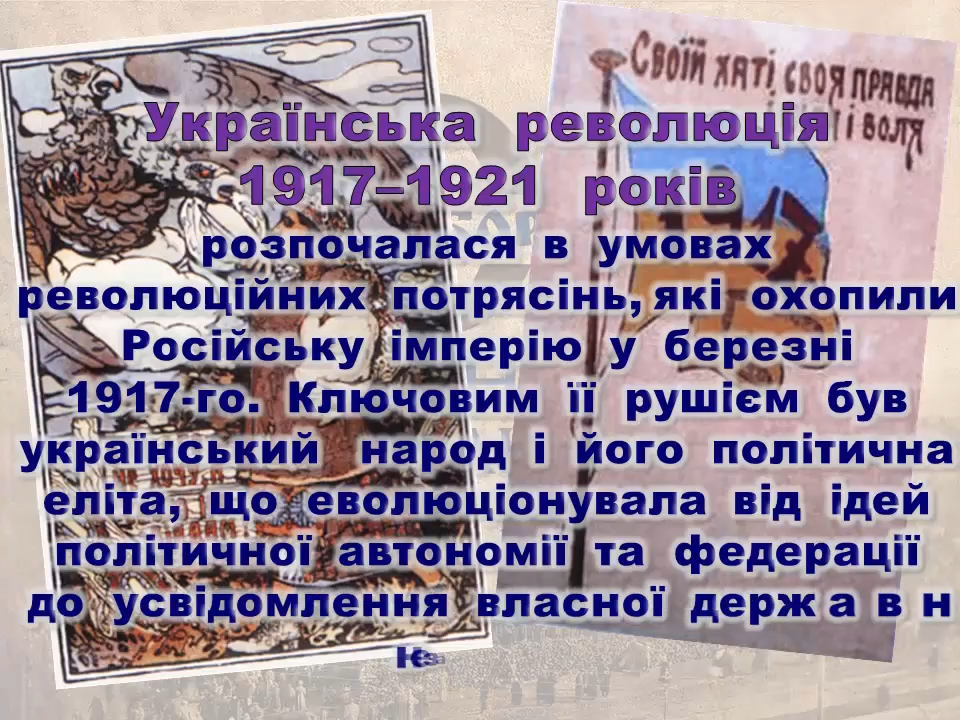 Своїй хаті своя правда
і воля
Українська революція
1917–1921 років
розпочалася в умовах
революційних потрясінь, які охопили
Російську імперію у березні
1917-го. Ключовим її рушієм був
український народ і його політична
еліта, що еволюціонувала від ідей
політичної автономії та федерації
до усвідомлення власної держ а в н